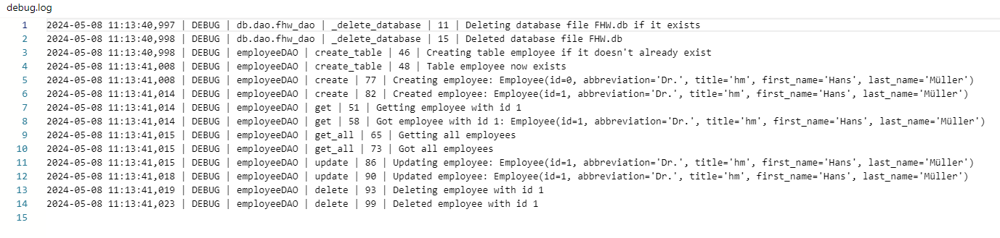 debug.log
1 2024-05-08 11:13:40,997 | DEBUG | db.dao.fhw_dao | _delete_database | 11 | Deleting database file FHW.db if it exists
2 2024-05-08 11:13:40,998 | DEBUG | db.dao.fhw_dao | _delete_database | 15 | Deleted database file FHW.db
3 2024-05-08 11:13:40,998 | DEBUG | employeeDAO | create_table | 46 | Creating table employee if it doesn't already exist
4 2024-05-08 11:13:41,008 | DEBUG | employeeDAO | create_table | 48 | Table employee now exists
5 2024-05-08 11:13:41,008 | DEBUG | employeeDAO | create | 77 | Creating employee: Employee(id=0, abbreviation='Dr.', title='hm', first_name='Hans', last_name='Müller')
6 2024-05-08 11:13:41,014 | DEBUG | employeeDAO | create | 82 | Created employee: Employee(id=1, abbreviation='Dr.', title='hm', first_name='Hans', last_name='Müller')
7 2024-05-08 11:13:41,014 | DEBUG | employeeDAO | get | 51 | Getting employee with id 1
8 2024-05-08 11:13:41,014 | DEBUG | employeeDAO | get | 58 | Got employee with id 1: Employee(id=1, abbreviation='Dr.', title='hm', first_name='Hans', last_name='Müller')
9 2024-05-08 11:13:41,015 | DEBUG | employeeDAO | get_all | 65 | Getting all employees
10 2024-05-08 11:13:41,015 | DEBUG | employeeDAO | get_all | 73 | Got all employees
11 2024-05-08 11:13:41,015 | DEBUG | employeeDAO | update | 86 | Updating employee: Employee(id=1, abbreviation='Dr.', title='hm', first_name='Hans', last_name='Müller')
12 2024-05-08 11:13:41,018 | DEBUG | employeeDAO | update | 90 | Updated employee: Employee(id=1, abbreviation='Dr.', title='hm', first_name='Hans', last_name='Müller')
13 2024-05-08 11:13:41,019 | DEBUG | employeeDAO | delete | 93 | Deleting employee with id 1
14 2024-05-08 11:13:41,023 | DEBUG | employeeDAO | delete | 99 | Deleted employee with id 1
15